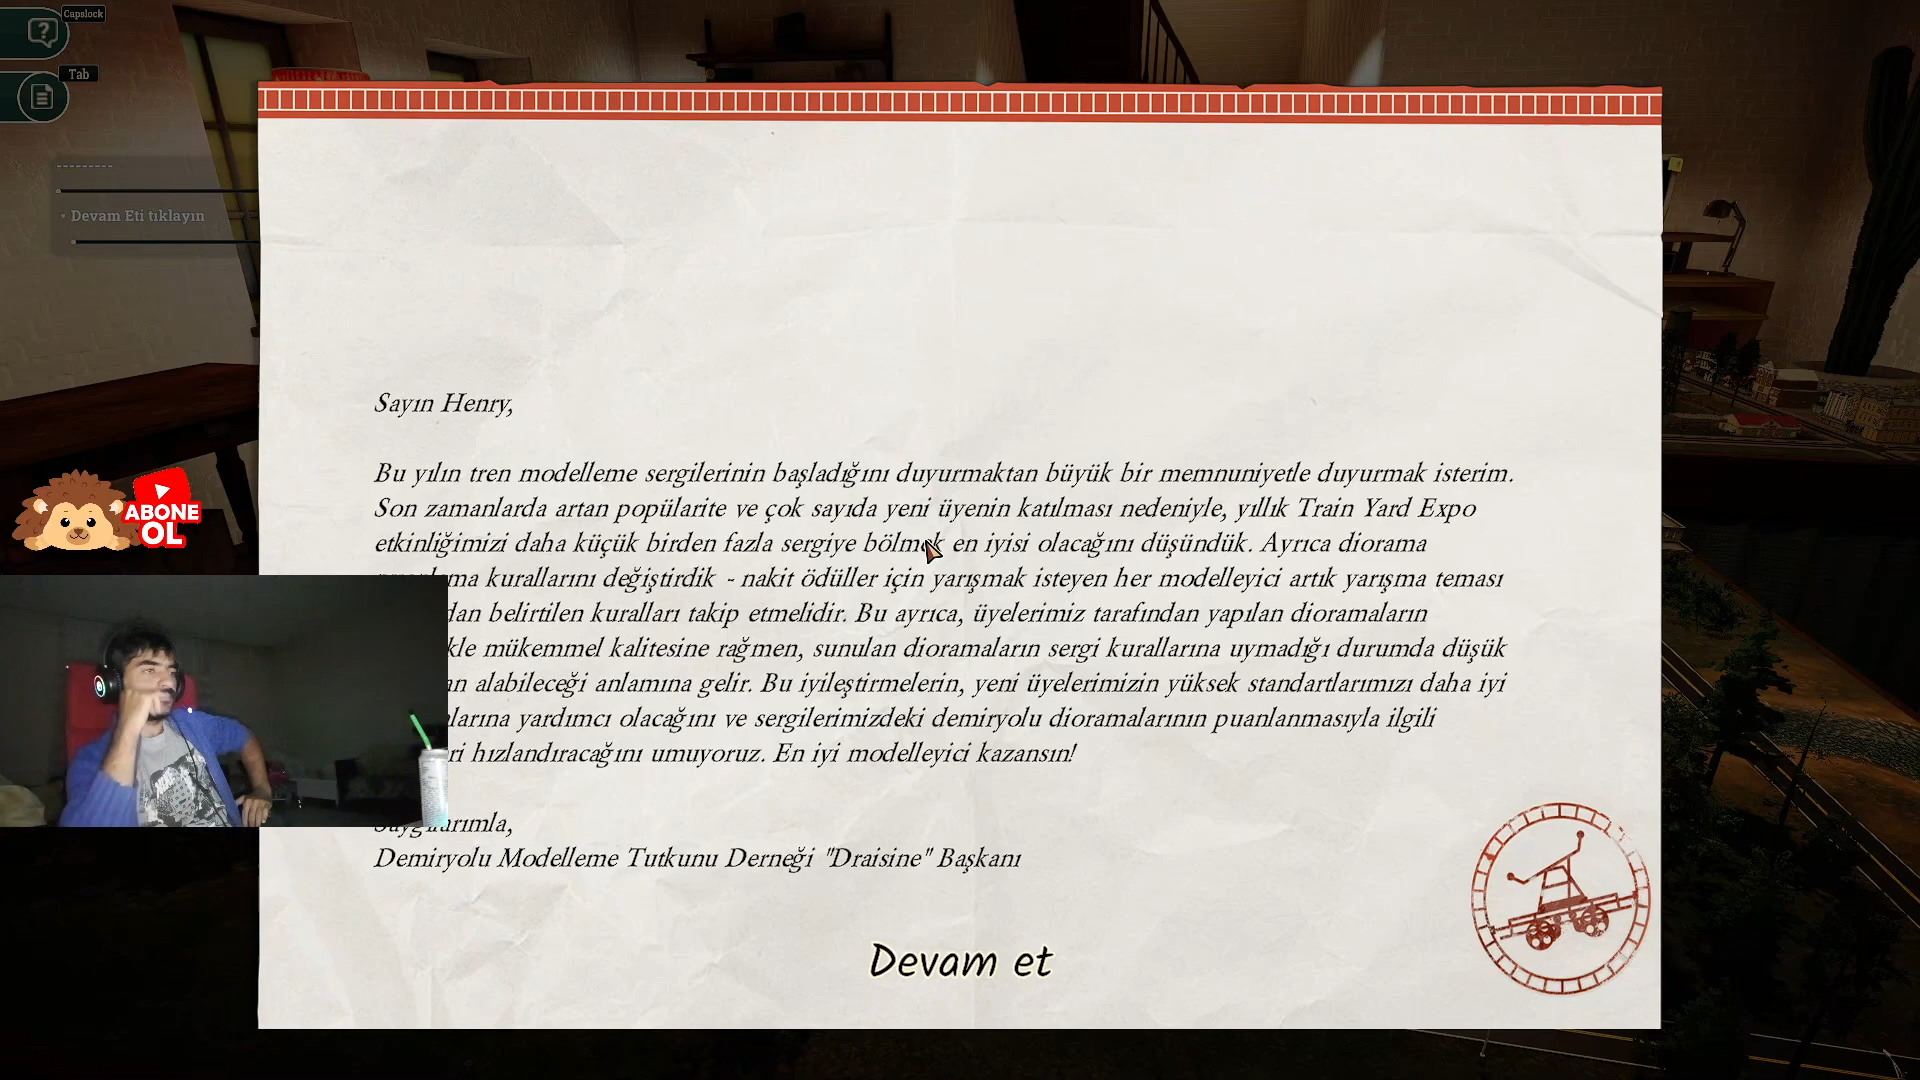 Capslock
Tab
---------
Devam Eti tıklayın
Sayın Henry,
Bu yılın tren modelleme sergilerinin başladığını duyurmaktan büyük bir memnuniyetle duyurmak isterim.
Son zamanlarda artan popülarite ve çok sayıda yeni üyenin katılması nedeniyle, yıllık Train Yard Expo
etkinliğimizi daha küçük birden fazla sergiye bölmek en iyisi olacağını düşündük. Ayrıca diorama
kurallarını değiştirdik - nakit ödüller için yarışmak isteyen her modelleyici artık yarışma teması
belirtilen kuralları takip etmelidir. Bu ayrıca, üyelerimiz tarafından yapılan dioramaların
mükemmel kalitesine rağmen, sunulan dioramaların sergi kurallarına uymadığı durumda düşük
alabileceği anlamına gelir. Bu iyileştirmelerin, yeni üyelerimizin yüksek standartlarımızı daha iyi
yardımcı olacağını ve sergilerimizdeki demiryolu dioramalarının puanlanmasıyla ilgili
hızlandıracağını umuyoruz. En iyi modelleyici kazansın!
Saygılarımla,
Demiryolu Modelleme Tutkunu Derneği "Draisine" Başkanı
Devam et
ABONE
OL